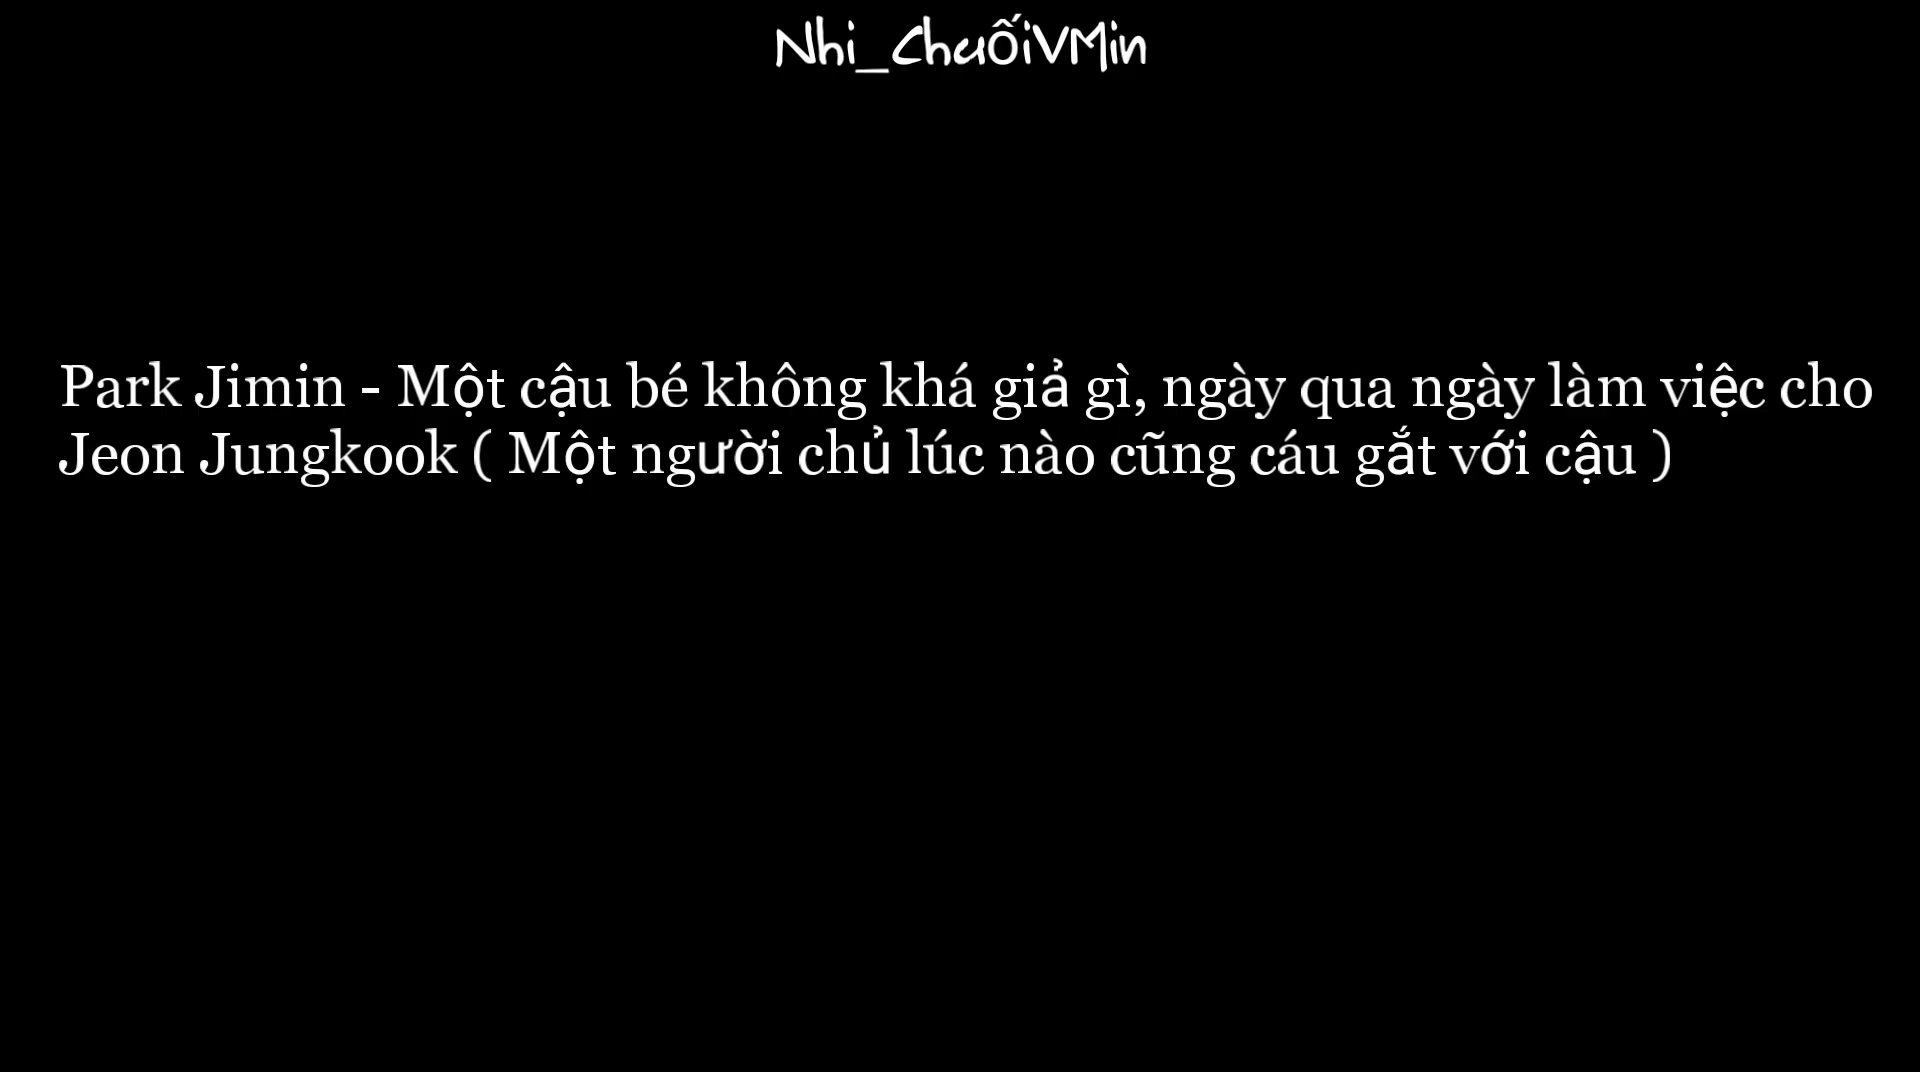 Nhi_ChuốiVMin
Park Jimin - Một cậu bé không khá giả gì, ngày qua ngày làm việc cho
Jeon Jungkook ( Một người chủ lúc nào cũng cáu gắt với cậu )